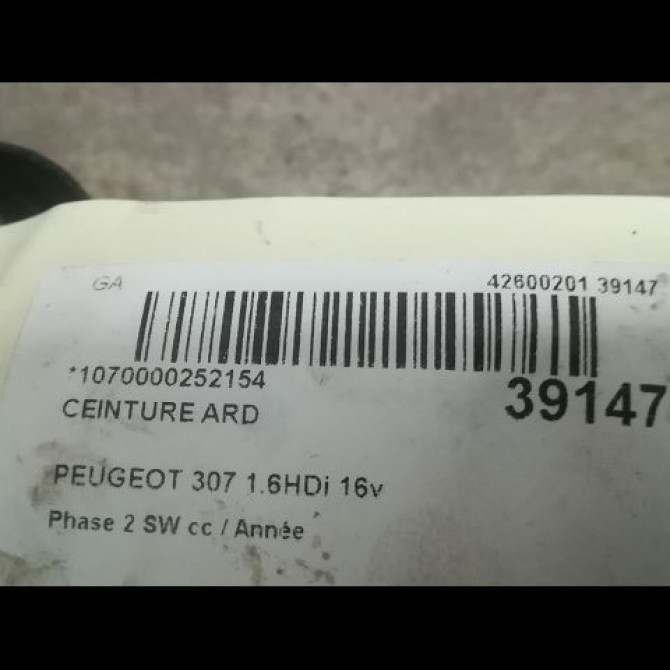 GA
42600201 39147
*1070000252154
39147
CEINTURE ARD
PEUGEOT 307 1.6HDi 16v
Phase 2 SW cc / Année